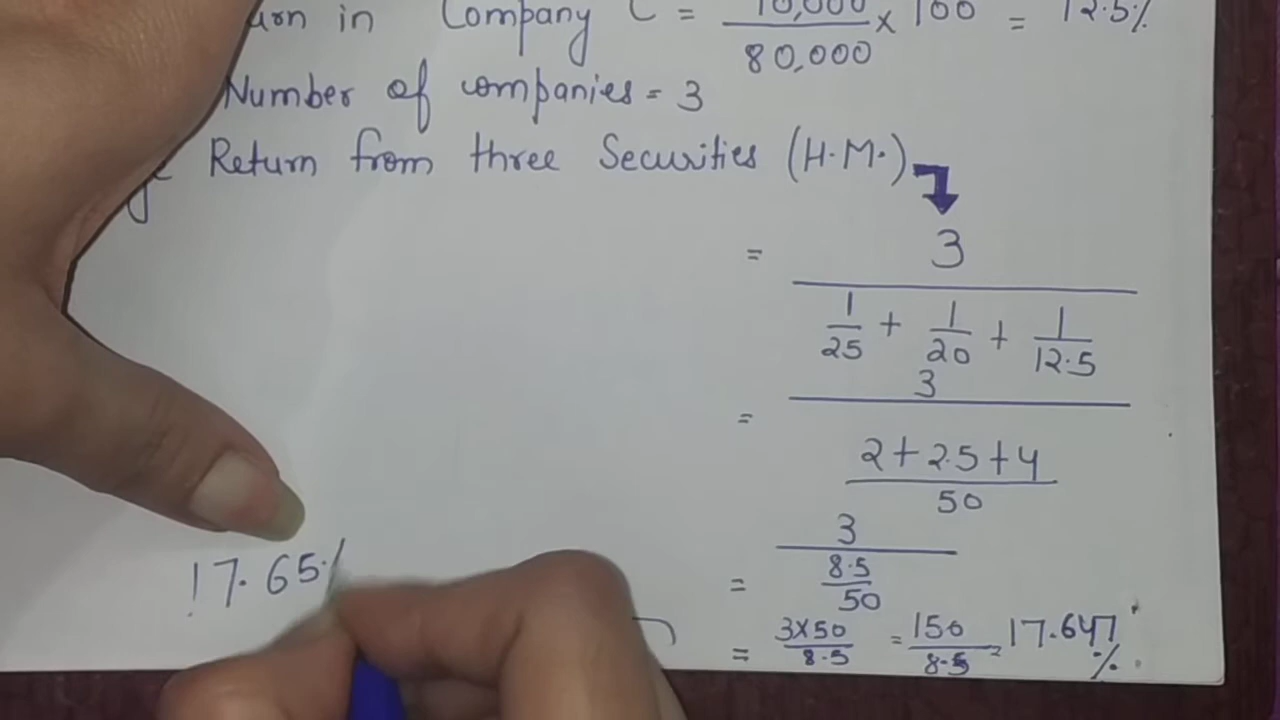 in Company C = 10,000/80,000 x 100 = 12.5%
Number of companies = 3
Return from three Securities (H.M.)
= 3/(1/25 + 1/20 + 1/12.5)
= 3/((2+2.5+4)/50)
= 3/(8.5/50)
17.65%
= 3x50/8.5 = 150/8.5 = 17.647%